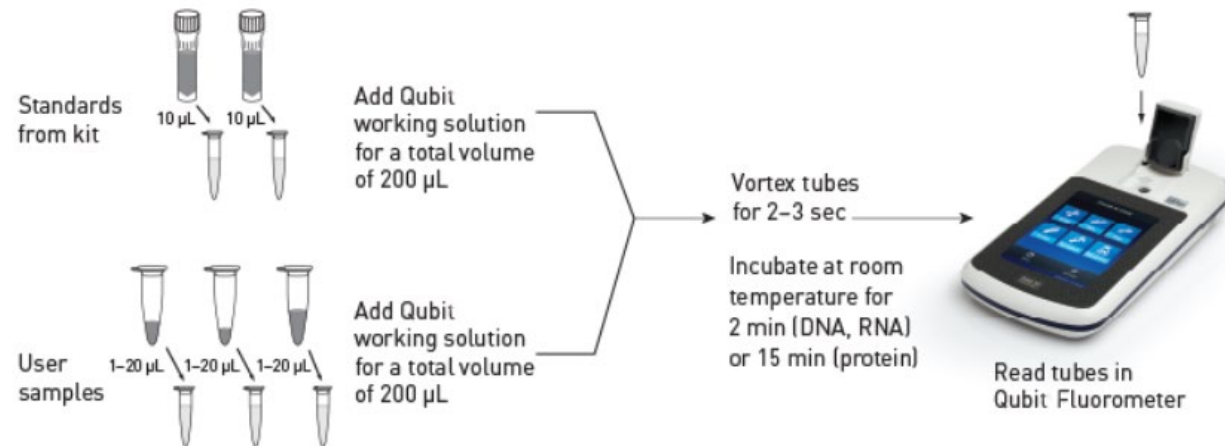 Standards
from kit
10 µL
10 µL
Add Qubit
working solution
for a total volume
of 200 µL
User
samples
1–20 µL
1–20 µL
1–20 µL
Add Qubit
working solution
for a total volume
of 200 µL
Vortex tubes
for 2–3 sec
Incubate at room
temperature for
2 min (DNA, RNA)
or 15 min (protein)
Read tubes in
Qubit Fluorometer